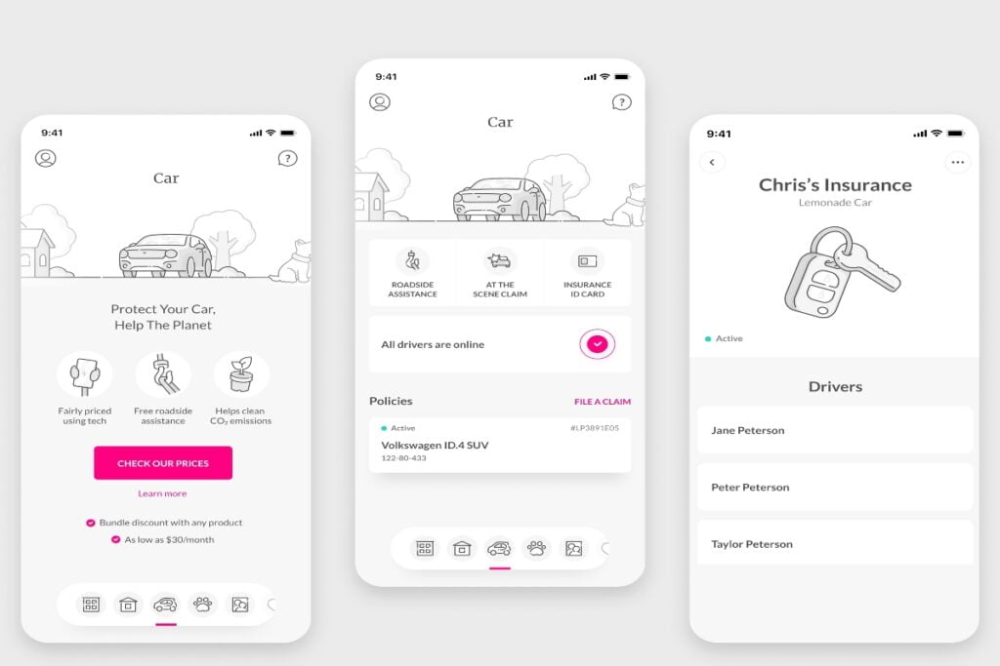 9:41
Car
Protect Your Car,
Help The Planet
Fairly priced
using tech
Free roadside
assistance
Helps clean
CO₂ emissions
CHECK OUR PRICES
Learn more
Bundle discount with any product
As low as $30/month
9:41
Car
ROADSIDE
ASSISTANCE
AT THE
SCENE CLAIM
INSURANCE
ID CARD
All drivers are online
Policies
FILE A CLAIM
Active
#LP3891E05
Volkswagen ID.4 SUV
122-80-433
9:41
Chris's Insurance
Lemonade Car
Active
Drivers
Jane Peterson
Peter Peterson
Taylor Peterson